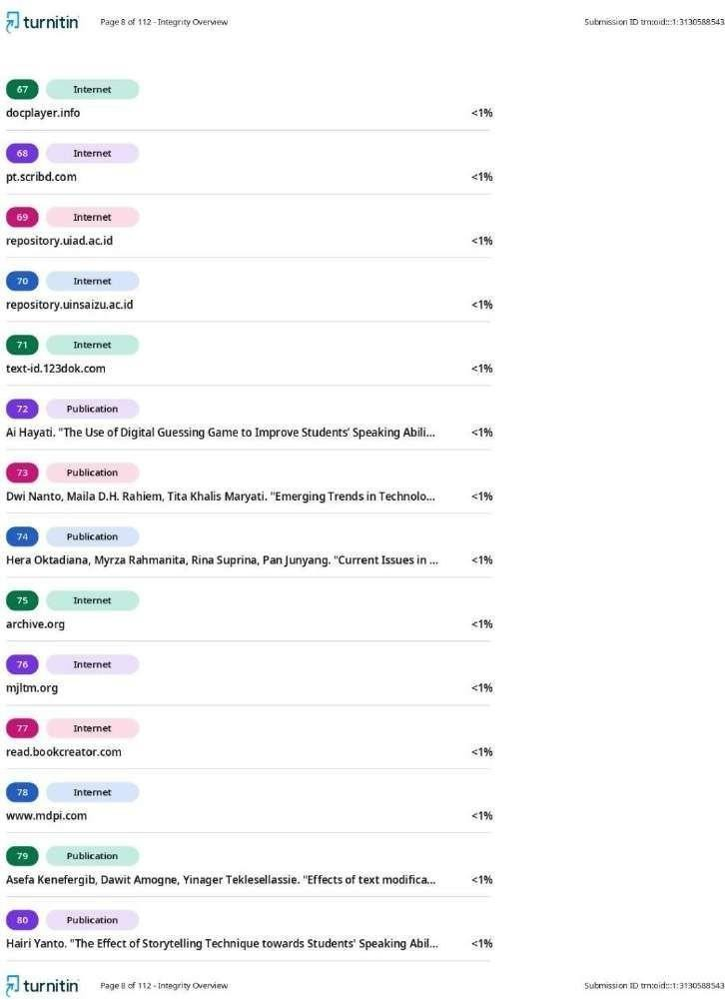 turnitin Page 8 of 112 - Integrity Overview Submission ID trn:oid:::1:3130588543
67 Internet
docplayer.info <1%
68 Internet
pt.scribd.com <1%
69 Internet
repository.uiad.ac.id <1%
70 Internet
repository.uinsaizu.ac.id <1%
71 Internet
text-id.123dok.com <1%
72 Publication
Ai Hayati. "The Use of Digital Guessing Game to Improve Students' Speaking Abili... <1%
73 Publication
Dwi Nanto, Maila D.H. Rahiem, Tita Khalis Maryati. "Emerging Trends in Technolo... <1%
74 Publication
Hera Oktadiana, Myrza Rahmanita, Rina Suprina, Pan Junyang. "Current Issues in ... <1%
75 Internet
archive.org <1%
76 Internet
mjltm.org <1%
77 Internet
read.bookcreator.com <1%
78 Internet
www.mdpi.com <1%
79 Publication
Asefa Kenefergib, Dawit Amogne, Yinager Teklesellassie. "Effects of text modifica... <1%
80 Publication
Hairi Yanto. "The Effect of Storytelling Technique towards Students' Speaking Abil... <1%
turnitin Page 8 of 112 - Integrity Overview Submission ID trn:oid:::1:3130588543